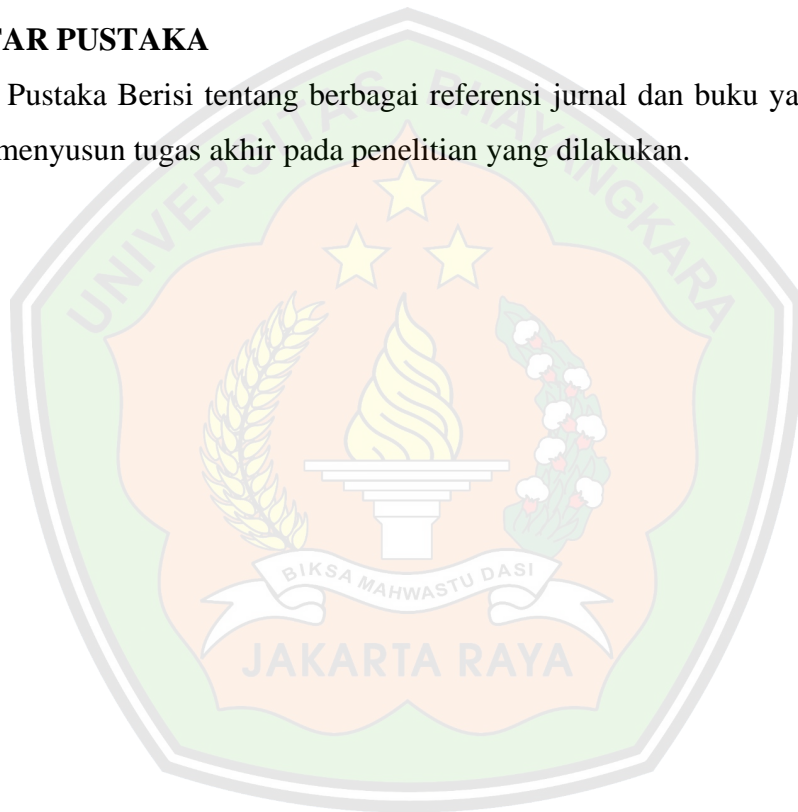 TAR PUSTAKA
Pustaka Berisi tentang berbagai referensi jurnal dan buku ya
menyusun tugas akhir pada penelitian yang dilakukan.
UNIVERSITAS BHAYANGKARA
BIKSA MAHWASTU DASI
JAKARTA RAYA